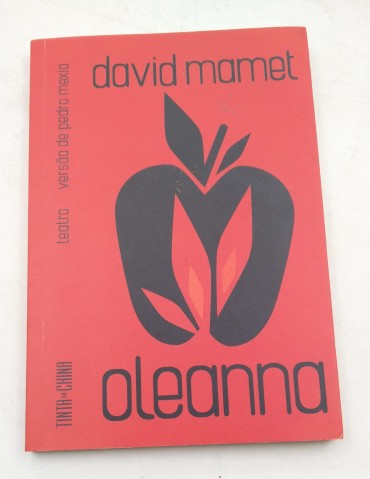 david mamet
teatro versão de pedro mexia
TINTA DA CHINA
oleanna